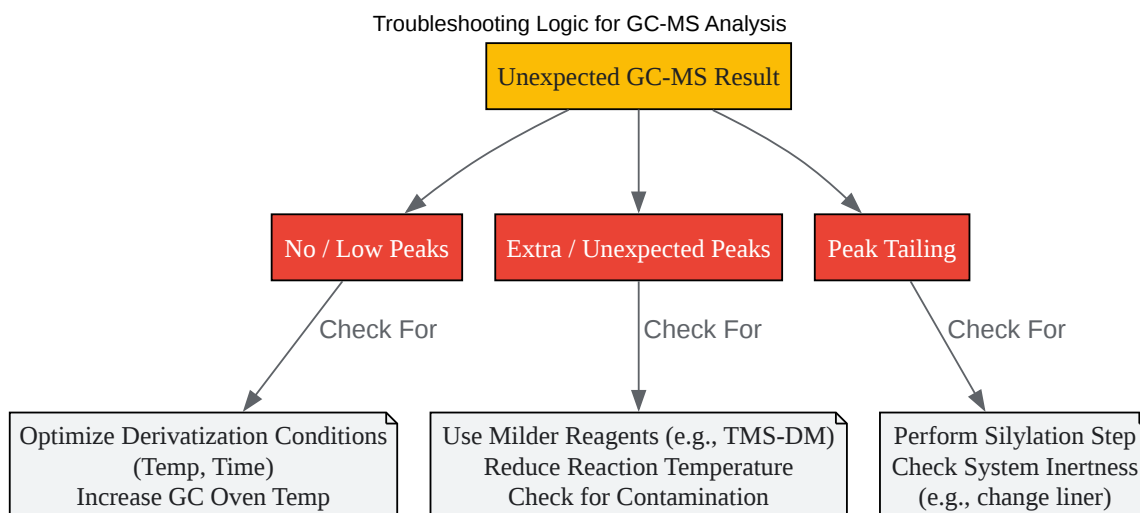 Troubleshooting Logic for GC-MS Analysis
Unexpected GC-MS Result
No / Low Peaks
Extra / Unexpected Peaks
Peak Tailing
Check For
Check For
Check For
Optimize Derivatization Conditions
(Temp, Time)
Increase GC Oven Temp
Use Milder Reagents (e.g., TMS-DM)
Reduce Reaction Temperature
Check for Contamination
Perform Silylation Step
Check System Inertness
(e.g., change liner)